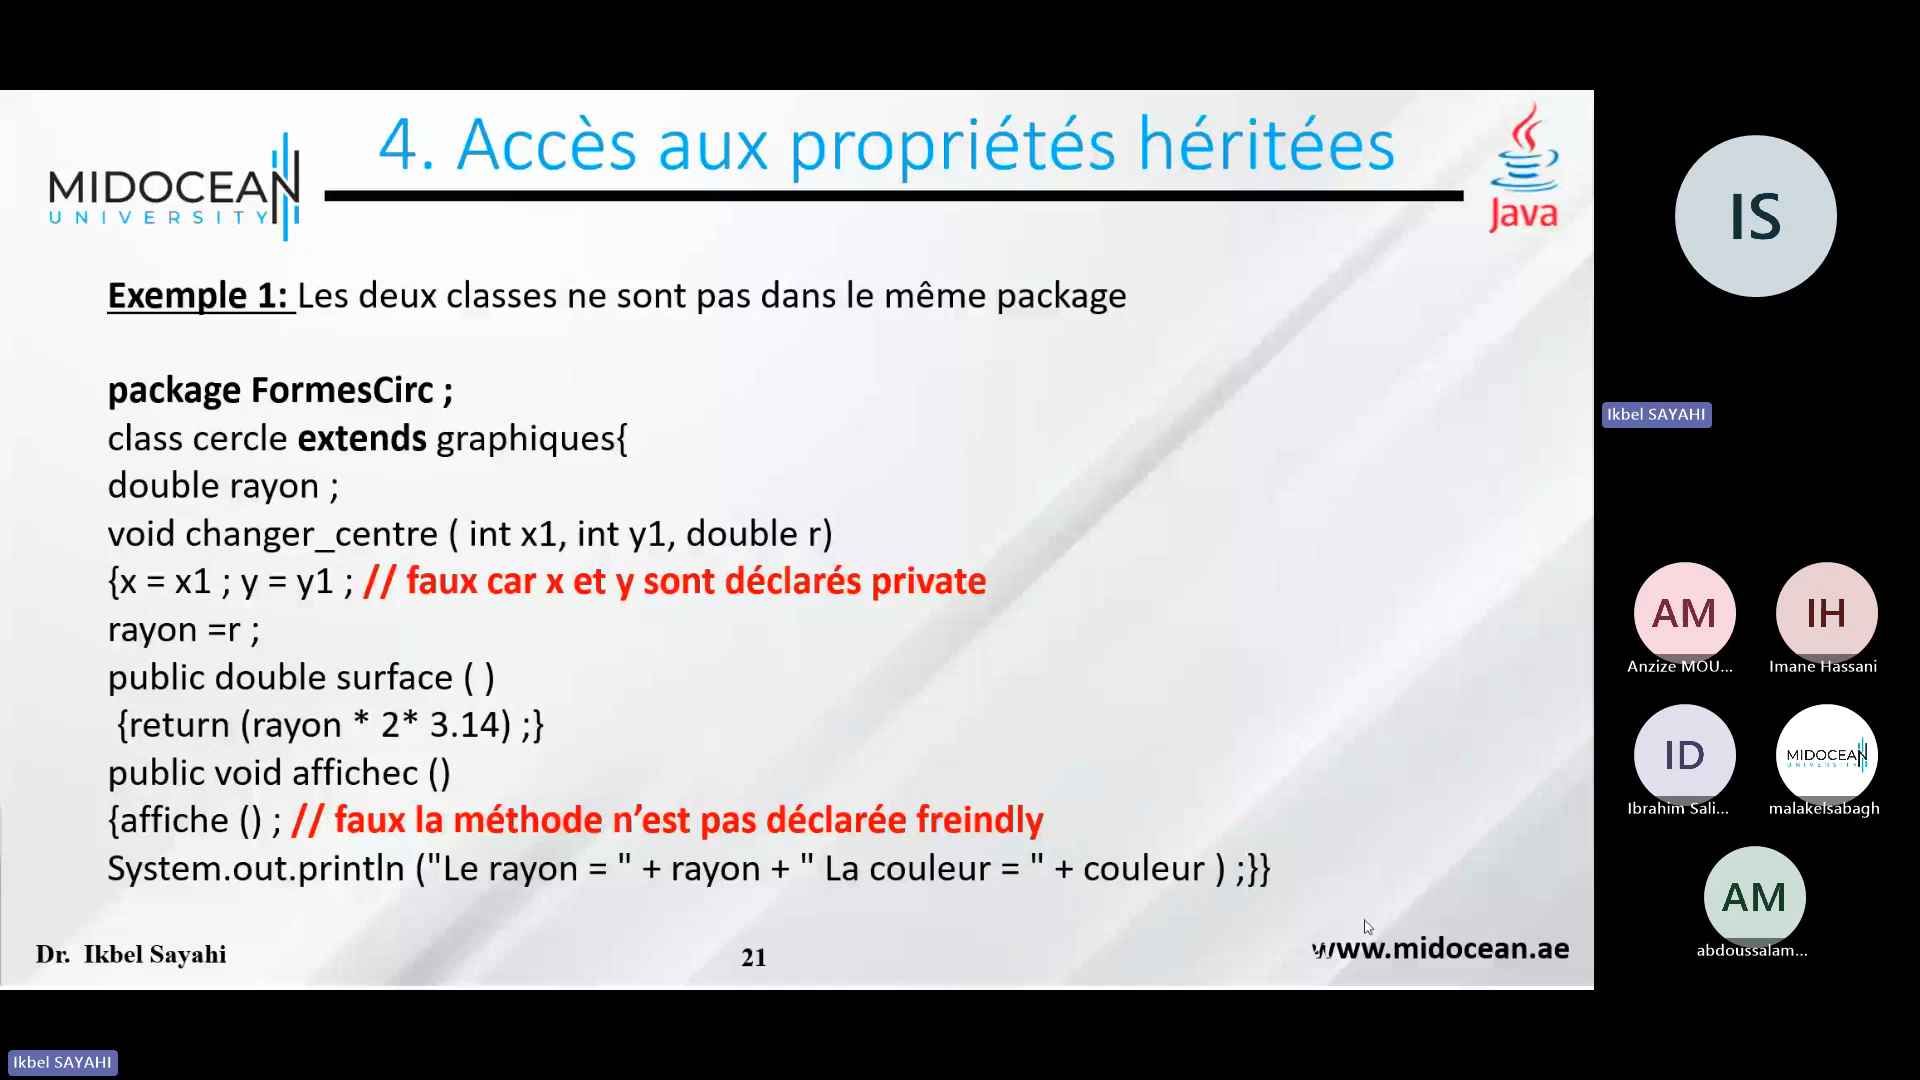 4. Accès aux propriétés héritées
MIDOCEAN
UNIVERSITY
Java
Exemple 1: Les deux classes ne sont pas dans le même package
package FormesCirc ;
class cercle extends graphiques{
double rayon ;
void changer_centre ( int x1, int y1, double r)
{x = x1 ; y = y1 ; // faux car x et y sont déclarés private
rayon =r ;
public double surface ( )
{return (rayon * 2* 3.14) ;}
public void affichec ()
{affiche () ; // faux la méthode n’est pas déclarée freindly
System.out.println ("Le rayon = " + rayon + " La couleur = " + couleur ) ;}}
Dr. Ikbel Sayahi
21
www.midocean.ae
IS
Ikbel SAYAHI
AM
IH
Anzize MOU...
Imane Hassani
ID
MIDOCEAN
UNIVERSITY
Ibrahim Sali...
malakelsabagh
AM
abdoussalam...
Ikbel SAYAHI